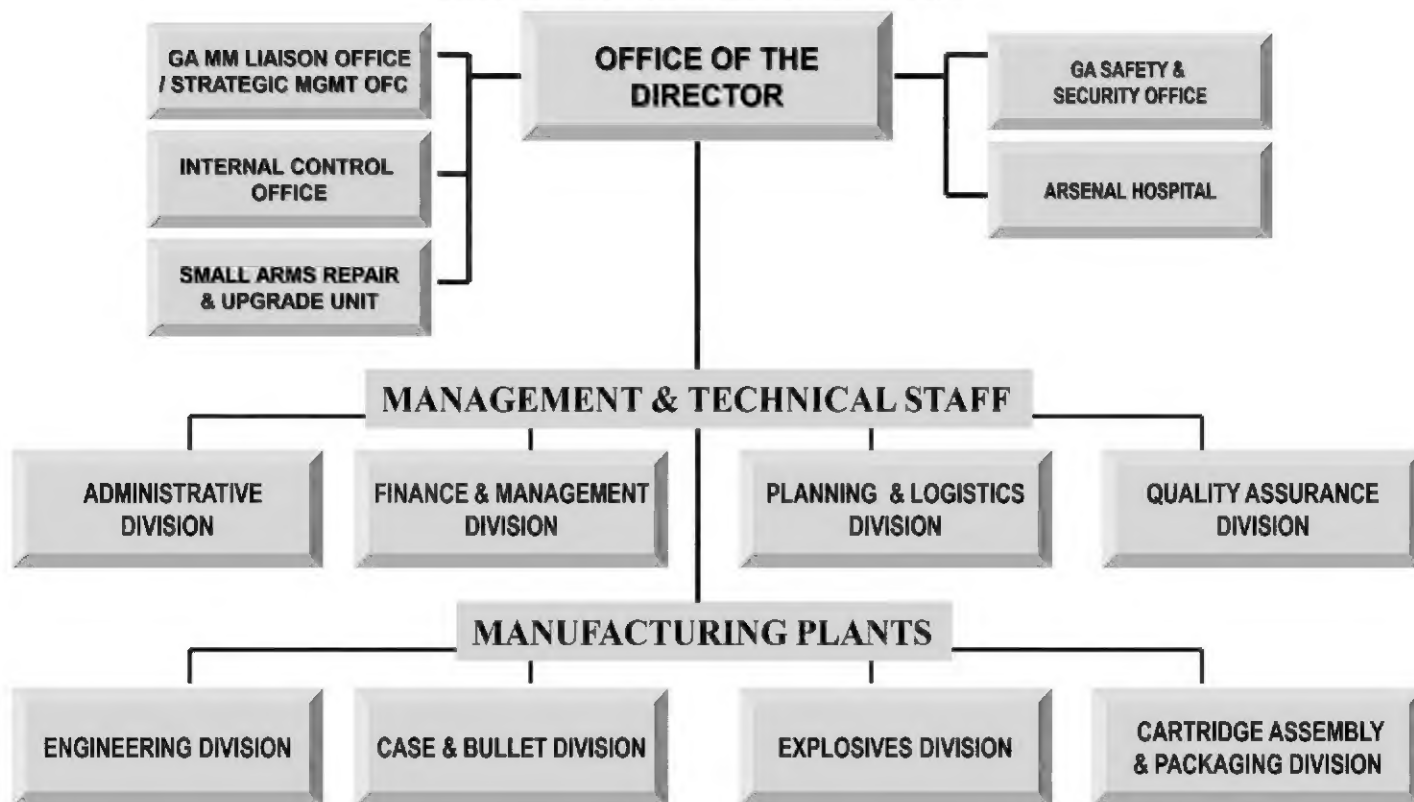 GA MM LIAISON OFFICE
/ STRATEGIC MGMT OFC
INTERNAL CONTROL
OFFICE
SMALL ARMS REPAIR
& UPGRADE UNIT
OFFICE OF THE
DIRECTOR
GA SAFETY &
SECURITY OFFICE
ARSENAL HOSPITAL
MANAGEMENT & TECHNICAL STAFF
ADMINISTRATIVE
DIVISION
FINANCE & MANAGEMENT
DIVISION
PLANNING & LOGISTICS
DIVISION
QUALITY ASSURANCE
DIVISION
MANUFACTURING PLANTS
ENGINEERING DIVISION
CASE & BULLET DIVISION
EXPLOSIVES DIVISION
CARTRIDGE ASSEMBLY
& PACKAGING DIVISION